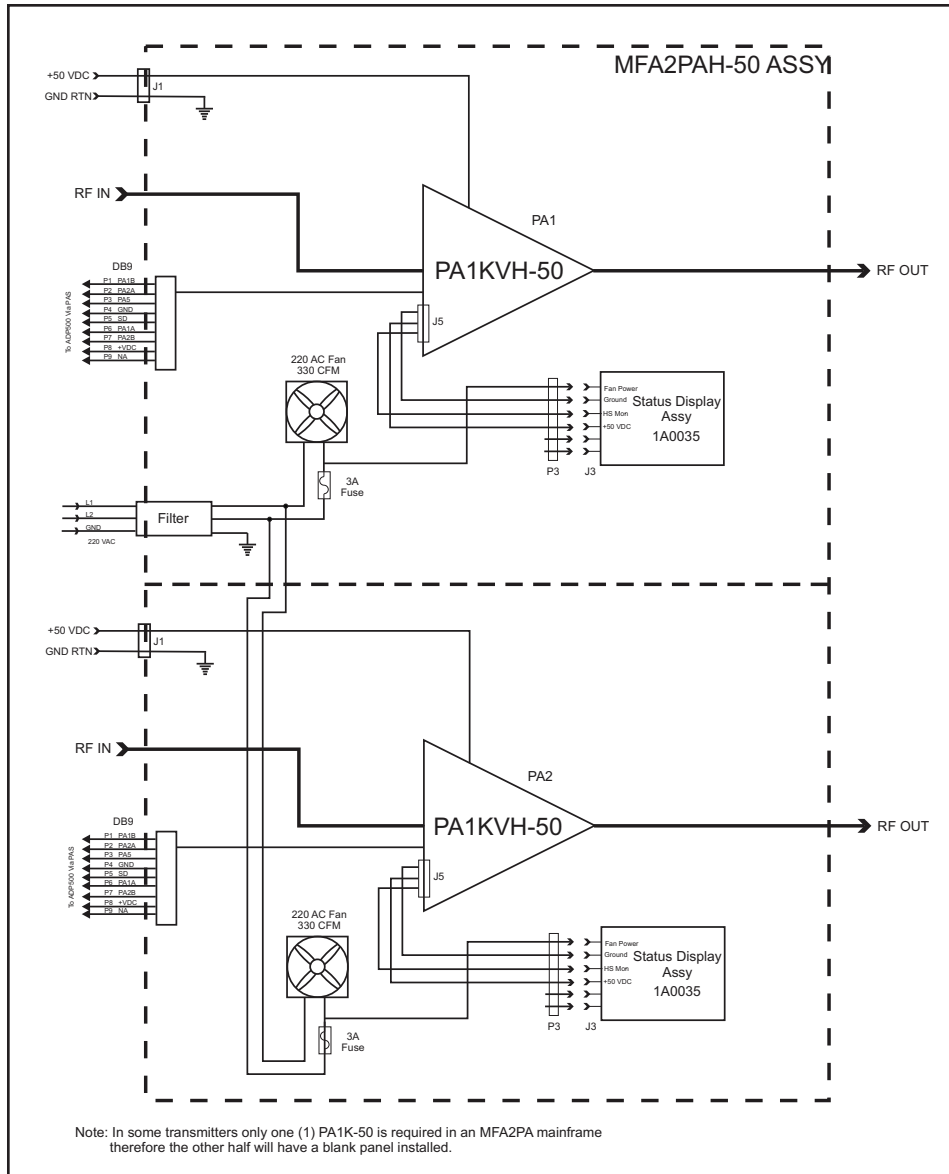 MFA2PAH-50 ASSY
+50 VDC
J1
GND RTN
RF IN
PA1
PA1KVH-50
RF OUT
DB9
To ADP500 Via PAS
P1 PA1B
P2 PA2A
P3 PA5
P4 GND
P5 SD
P6 PA1A
P7 PA2B
P8 +VDC
P9 NA
J5
220 AC Fan
330 CFM
Fan Power
Ground
HS Mon
+50 VDC
Status Display
Assy
1A0035
P3
J3
3A
Fuse
L1
L2
GND
220 VAC
Filter
+50 VDC
J1
GND RTN
RF IN
PA2
PA1KVH-50
RF OUT
DB9
To ADP500 Via PAS
P1 PA1B
P2 PA2A
P3 PA5
P4 GND
P5 SD
P6 PA1A
P7 PA2B
P8 +VDC
P9 NA
J5
220 AC Fan
330 CFM
Fan Power
Ground
HS Mon
+50 VDC
Status Display
Assy
1A0035
P3
J3
3A
Fuse
Note: In some transmitters only one (1) PA1K-50 is required in an MFA2PA mainframe
therefore the other half will have a blank panel installed.